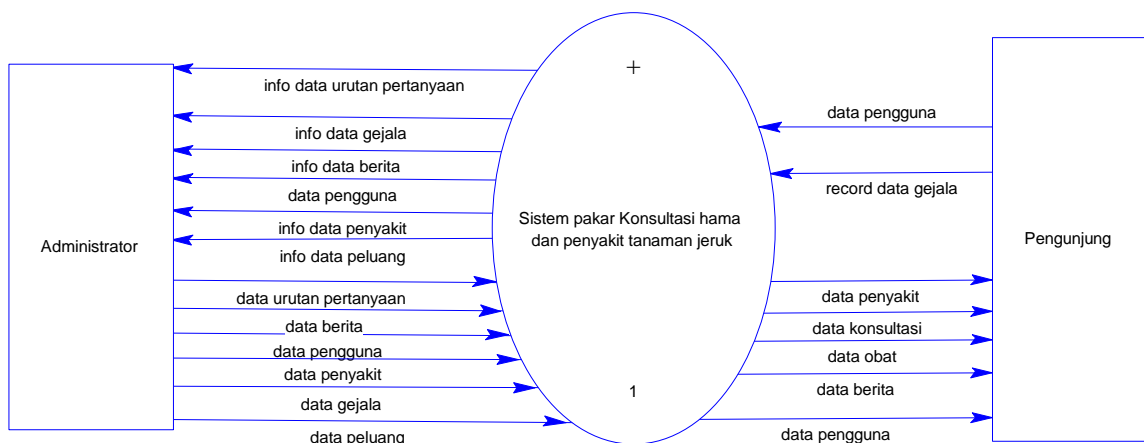 Administrator
info data urutan pertanyaan
info data gejala
info data berita
data pengguna
info data penyakit
info data peluang
data urutan pertanyaan
data berita
data pengguna
data penyakit
data gejala
data peluang
+
Sistem pakar Konsultasi hama
dan penyakit tanaman jeruk
1
data pengguna
record data gejala
data penyakit
data konsultasi
data obat
data berita
data pengguna
Pengunjung